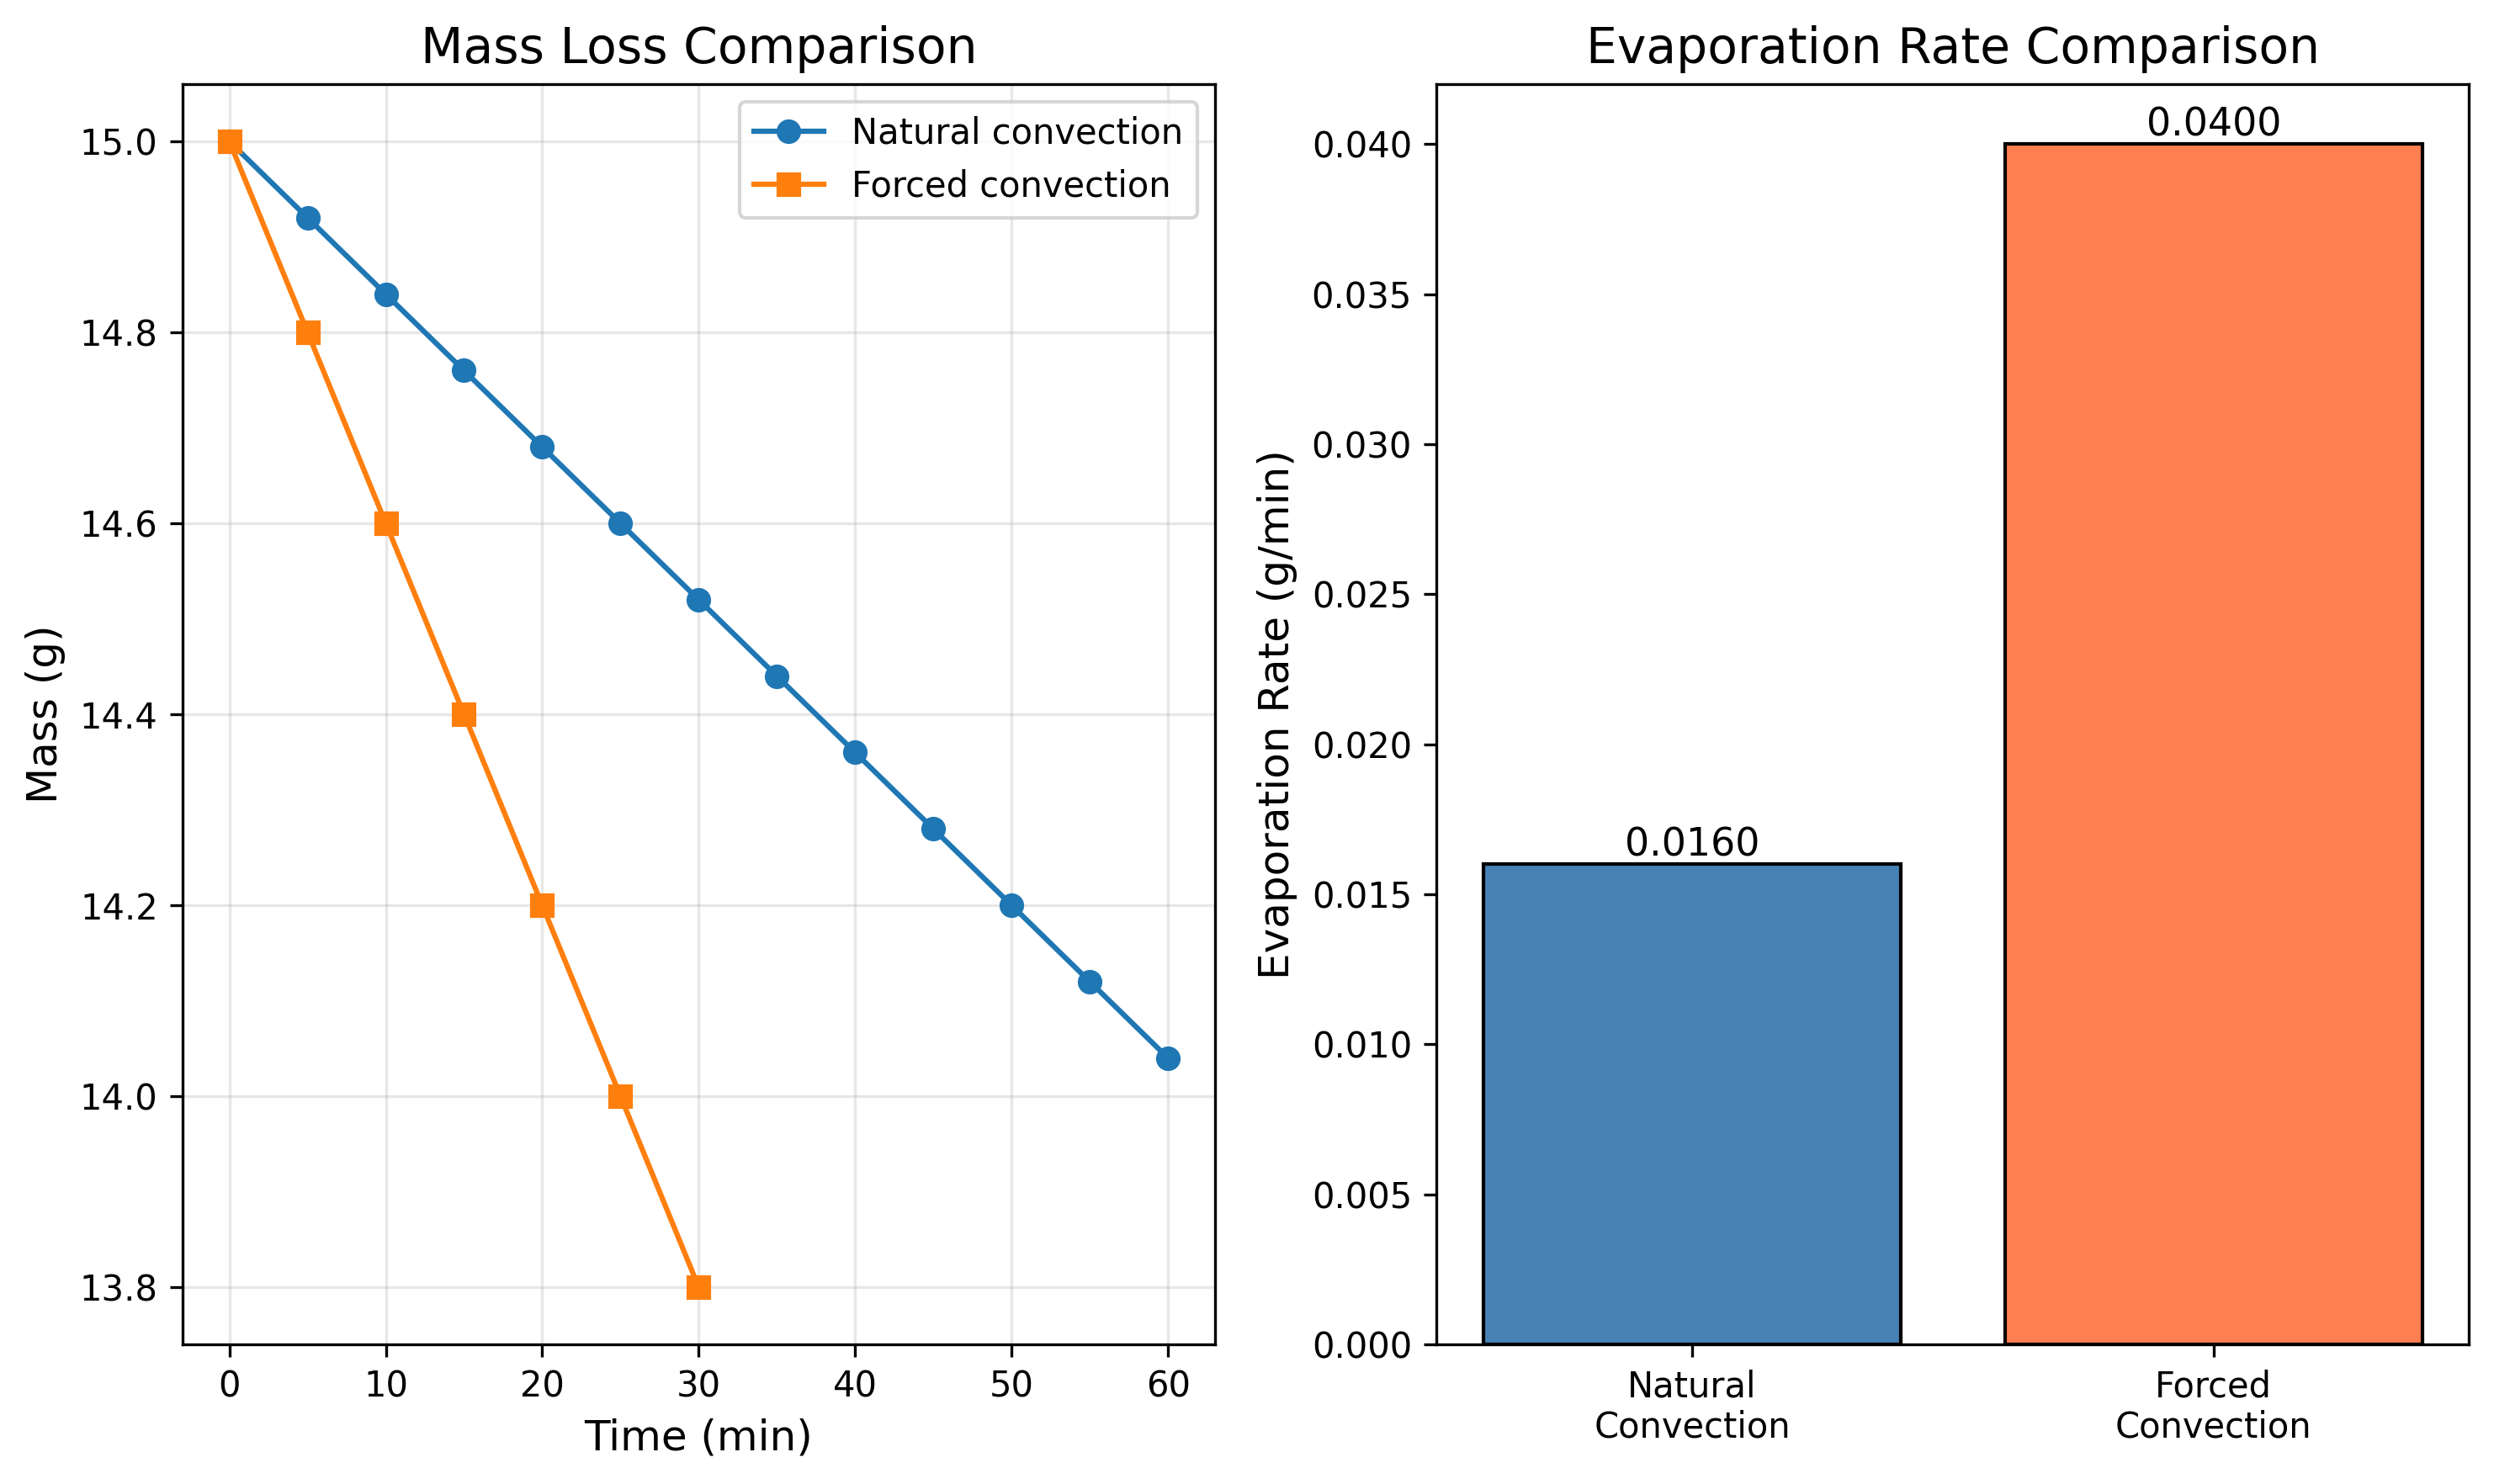 Mass Loss Comparison
Mass (g)
15.0
14.8
14.6
14.4
14.2
14.0
13.8
Natural convection
Forced convection
0
10
20
30
40
50
60
Time (min)
Evaporation Rate Comparison
Evaporation Rate (g/min)
0.040
0.035
0.030
0.025
0.020
0.015
0.010
0.005
0.000
0.0160
0.0400
Natural
Convection
Forced
Convection